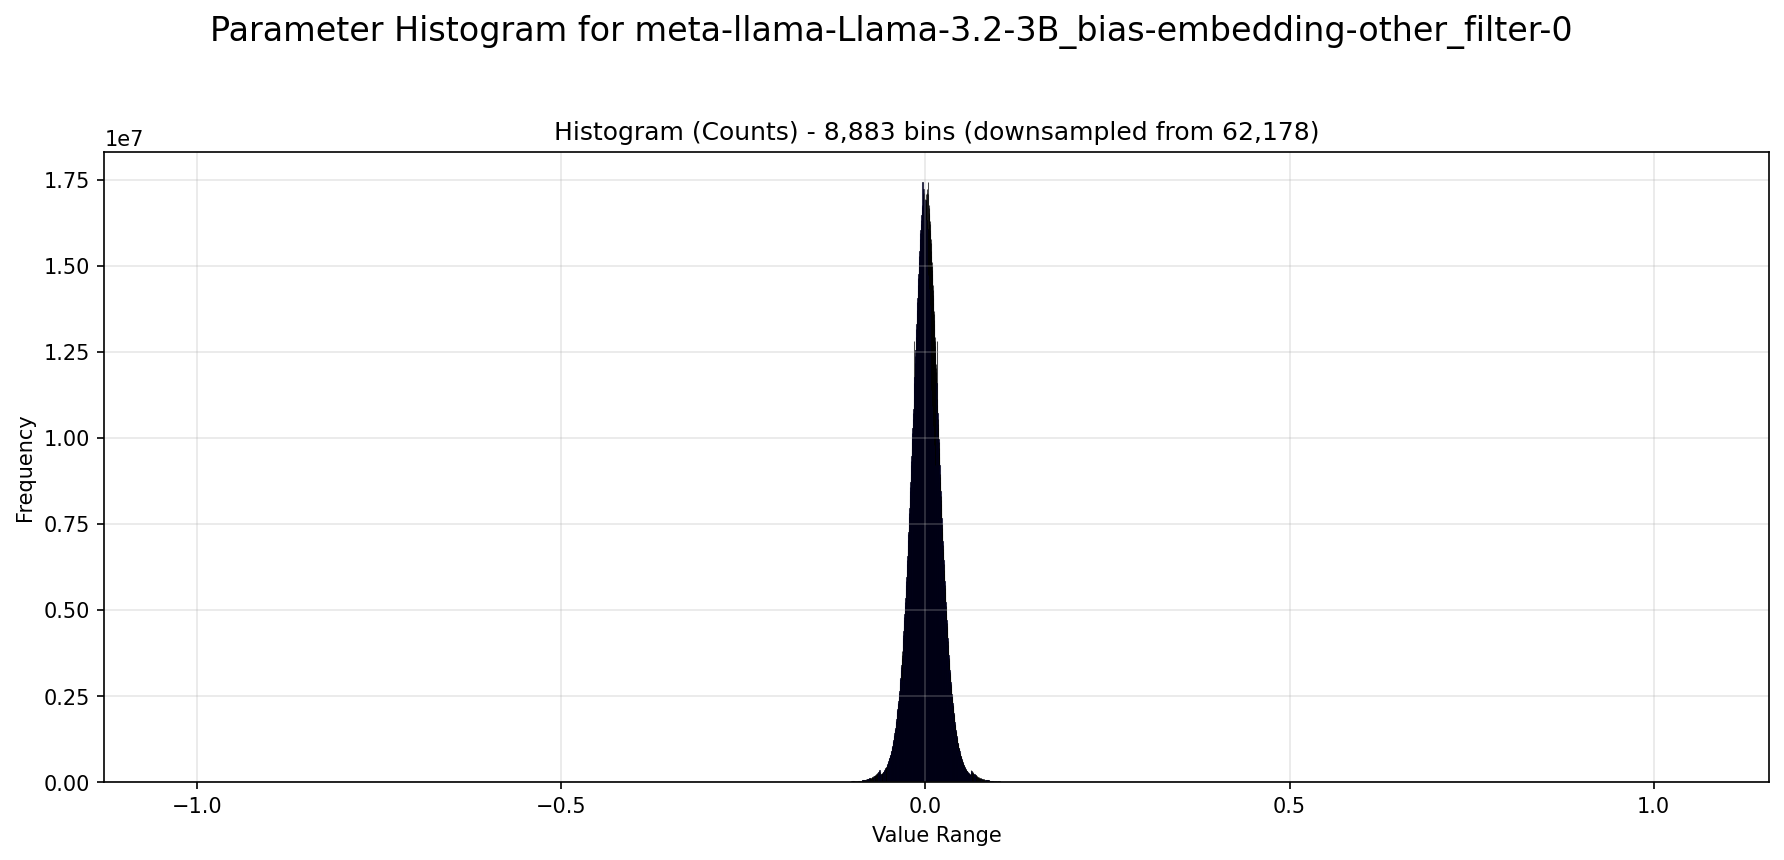 Parameter Histogram for meta-llama-Llama-3.2-3B_bias-embedding-other_filter-0
Histogram (Counts) - 8,883 bins (downsampled from 62,178)
1e7
1.75
1.50
1.25
1.00
0.75
0.50
0.25
0.00
Frequency
−1.0 −0.5 0.0 0.5 1.0
Value Range